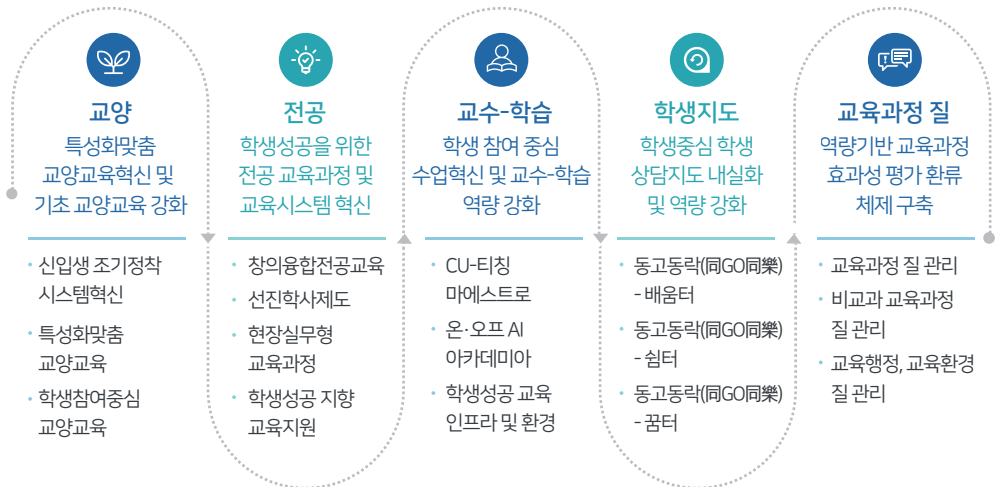 교양
특성화맞춤
교양교육혁신 및
기초 교양교육 강화
• 신입생 조기정착
시스템혁신
• 특성화맞춤
교양교육
• 학생참여중심
교양교육
전공
학생성공을 위한
전공 교육과정 및
교육시스템 혁신
• 창의융합전공교육
• 선진학사제도
• 현장실무형
교육과정
• 학생성공 지향
교육지원
교수-학습
학생 참여 중심
수업혁신 및 교수-학습
역량 강화
• CU-티칭
마에스트로
• 온·오프 AI
아카데미아
• 학생성공 교육
인프라 및 환경
학생지도
학생중심 학생
상담지도 내실화
및 역량 강화
• 동고동락(同GO同樂)
- 배움터
• 동고동락(同GO同樂)
- 쉼터
• 동고동락(同GO同樂)
- 꿈터
교육과정 질
역량기반 교육과정
효과성 평가 환류
체제 구축
• 교육과정 질 관리
• 비교과 교육과정
질 관리
• 교육행정, 교육환경
질 관리